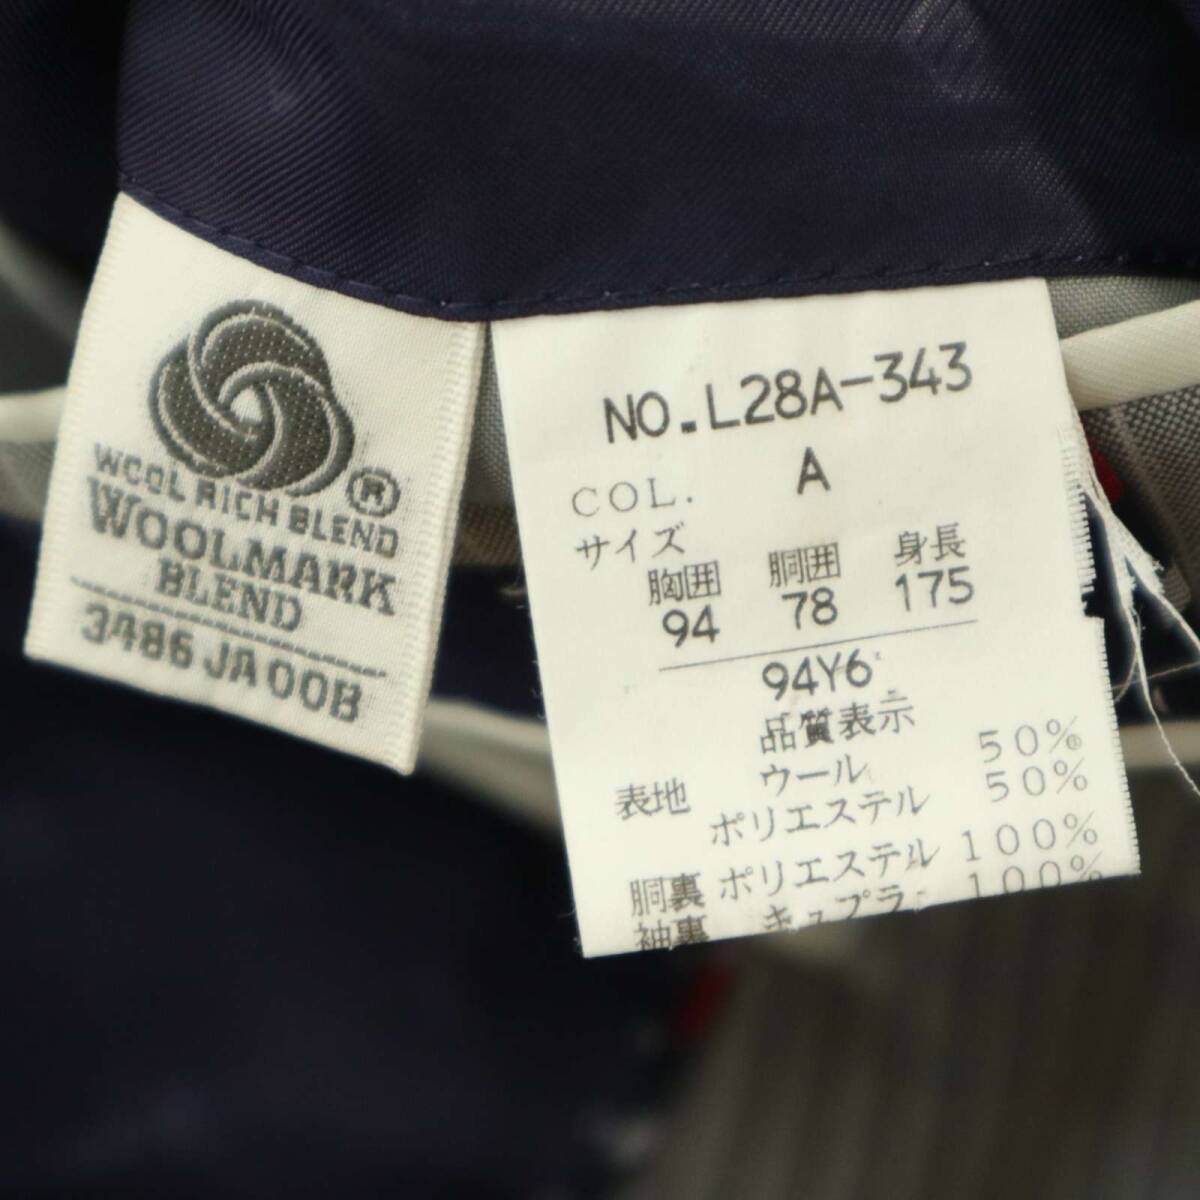 WOOL RICH BLEND
®
WOOLMARK
BLEND
3486 JA00B
NO.L28A-343
COL. A
サイズ
胸囲 胴囲 身長
94 78 175
94Y6
品質表示
表地 ウール 50%
ポリエステル 50%
胴裏 ポリエステル 100%
袖裏 キュプラ 100%